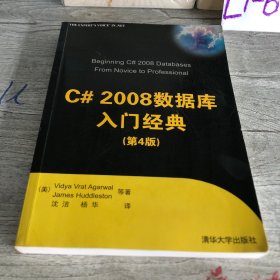 THE EXPERT'S VOICE IN .NET
Beginning C# 2008 Databases
From Novice to Professional
C# 2008数据库
入门经典
(第4版)
(美) Vidya Vrat Agarwal 等著
James Huddleston
沈洁 杨华 译
清华大学出版社